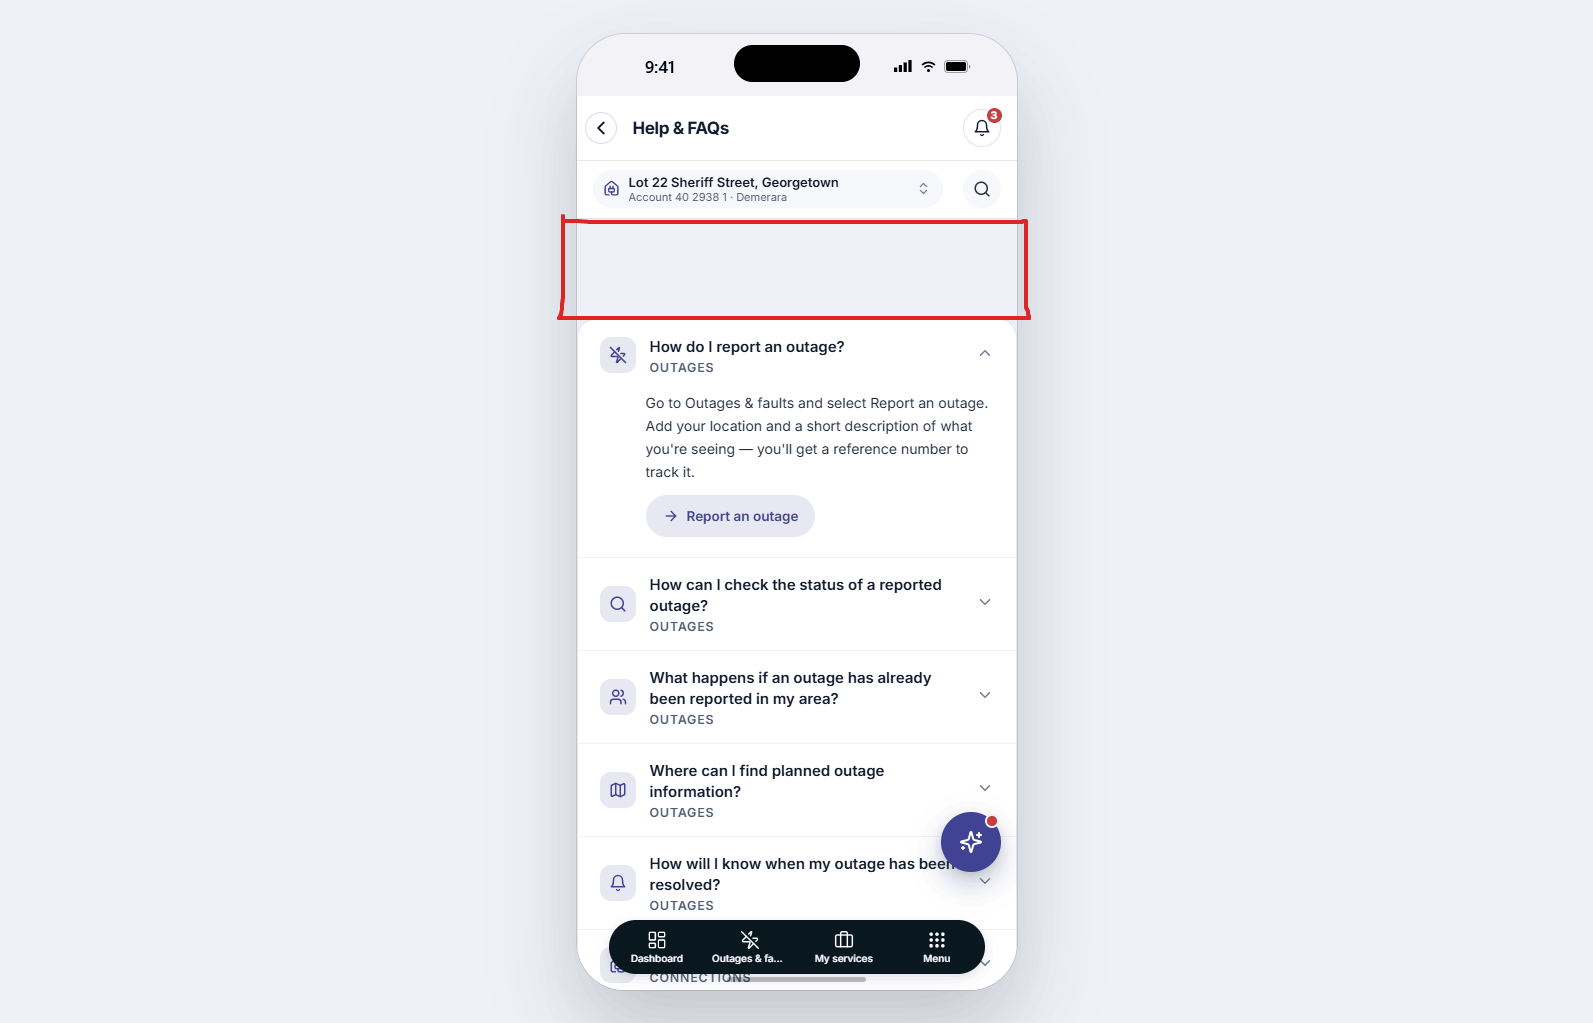 9:41
Help & FAQs
3
Lot 22 Sheriff Street, Georgetown
Account 40 2938 1 · Demerara
How do I report an outage?
OUTAGES
Go to Outages & faults and select Report an outage.
Add your location and a short description of what
you're seeing — you'll get a reference number to
track it.
Report an outage
How can I check the status of a reported
outage?
OUTAGES
What happens if an outage has already
been reported in my area?
OUTAGES
Where can I find planned outage
information?
OUTAGES
How will I know when my outage has been
resolved?
OUTAGES
Dashboard
Outages & fa...
My services
Menu
CONNECTIONS